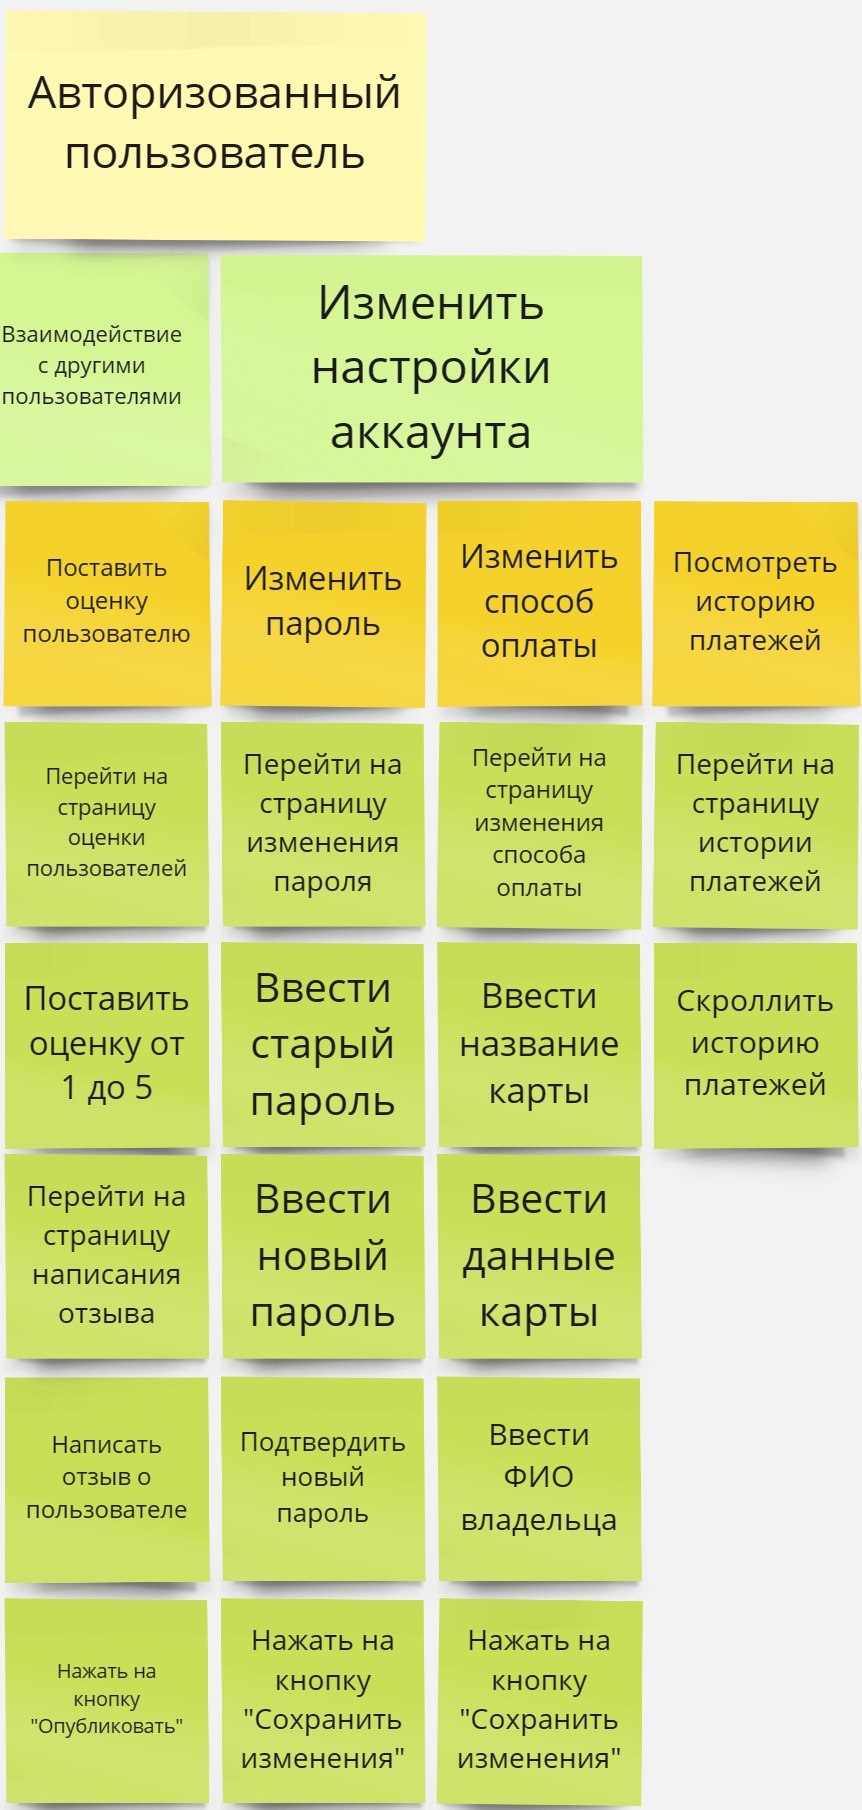 Авторизованный
пользователь
Взаимодействие
с другими
пользователями
Изменить
настройки
аккаунта
Поставить
оценку
пользователю
Изменить
пароль
Изменить
способ
оплаты
Посмотреть
историю
платежей
Перейти на
страницу
оценки
пользователей
Перейти на
страницу
изменения
пароля
Перейти на
страницу
изменения
способа
оплаты
Перейти на
страницу
истории
платежей
Поставить
оценку от
1 до 5
Ввести
старый
пароль
Ввести
название
карты
Скроллить
историю
платежей
Перейти на
страницу
написания
отзыва
Ввести
новый
пароль
Ввести
данные
карты
Написать
отзыв о
пользователе
Подтвердить
новый
пароль
Ввести
ФИО
владельца
Нажать на
кнопку
"Опубликовать"
Нажать на
кнопку
"Сохранить
изменения"
Нажать на
кнопку
"Сохранить
изменения"